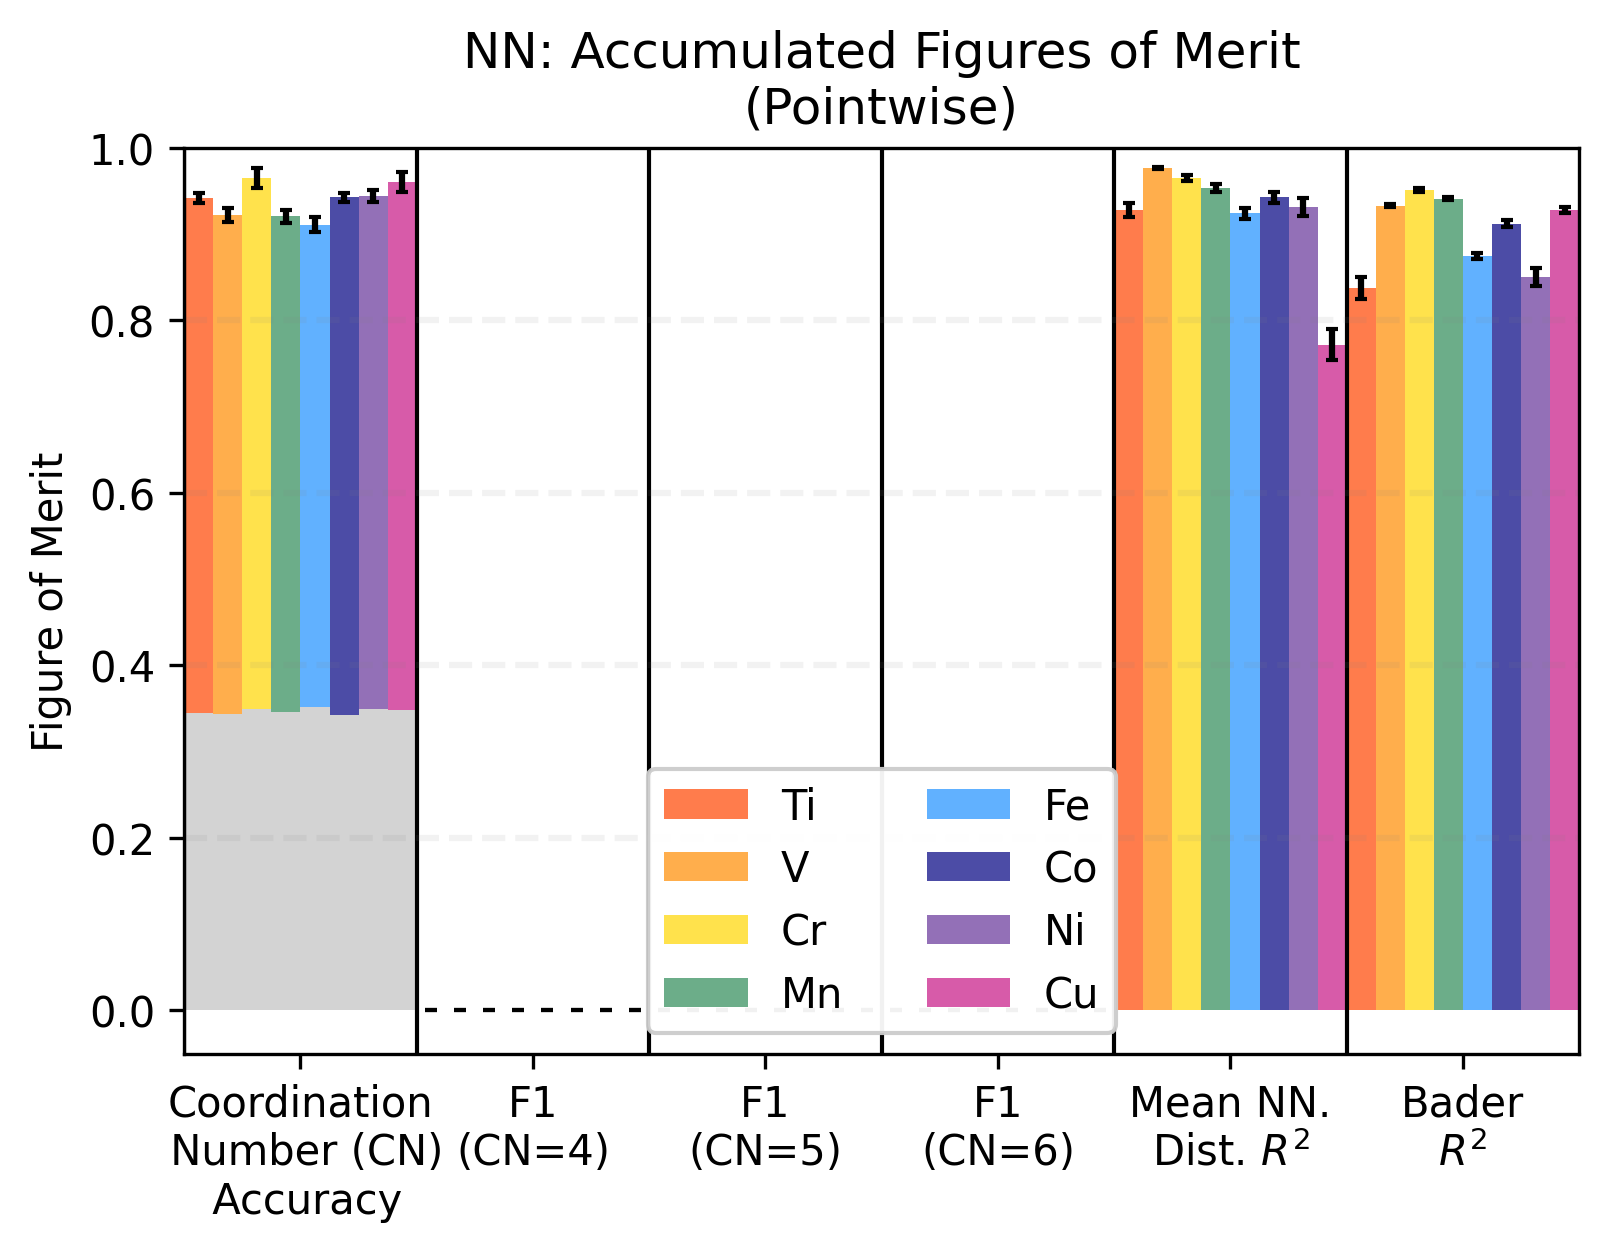 NN: Accumulated Figures of Merit
(Pointwise)
1.0
0.8
0.6
0.4
0.2
0.0
Figure of Merit
Ti
V
Cr
Mn
Fe
Co
Ni
Cu
Coordination
Number (CN)
Accuracy
F1
(CN=4)
F1
(CN=5)
F1
(CN=6)
Mean NN.
Dist. R²
Bader
R²